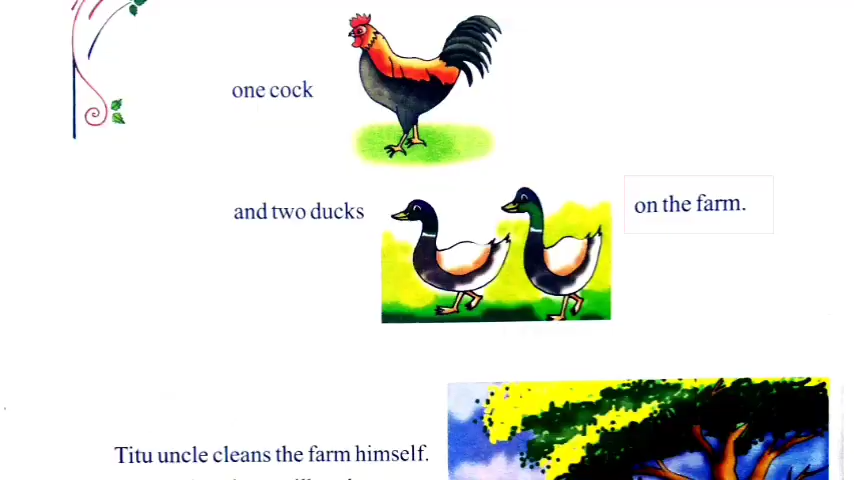 one cock
and two ducks
on the farm.
Titu uncle cleans the farm himself.